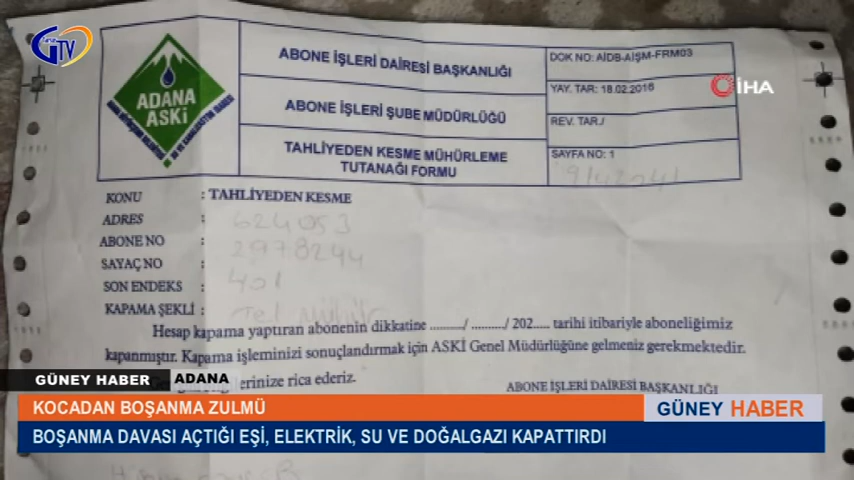 GTV
ADANA
ASKİ
ABONE İŞLERİ DAİRESİ BAŞKANLIĞI
ABONE İŞLERİ ŞUBE MÜDÜRLÜĞÜ
TAHLİYEDEN KESME MÜHÜRLEME
TUTANAĞI FORMU
DOK NO: AİDB-AİŞM-FRM03
YAY. TAR: 18.02.2016
REV. TAR:/
SAYFA NO: 1
İHA
KONU : TAHLİYEDEN KESME
ADRES : 624053
ABONE NO : 2978244
SAYAÇ NO :
SON ENDEKS : 401
KAPAMA ŞEKLİ :
Hesap kapama yaptıran abonenin dikkatine ........./ ........../ 202..... tarihi itibariyle aboneliğimiz
kapanmıştır. Kapama işleminizi sonuçlandırmak için ASKİ Genel Müdürlüğüne gelmeniz gerekmektedir.
rica ederiz.
ABONE İŞLERİ DAİRESİ BAŞKANLIĞI
GÜNEY HABER ADANA
KOCADAN BOŞANMA ZULMÜ
GÜNEY HABER
BOŞANMA DAVASI AÇTIĞI EŞİ, ELEKTRİK, SU VE DOĞALGAZI KAPATTIRDI